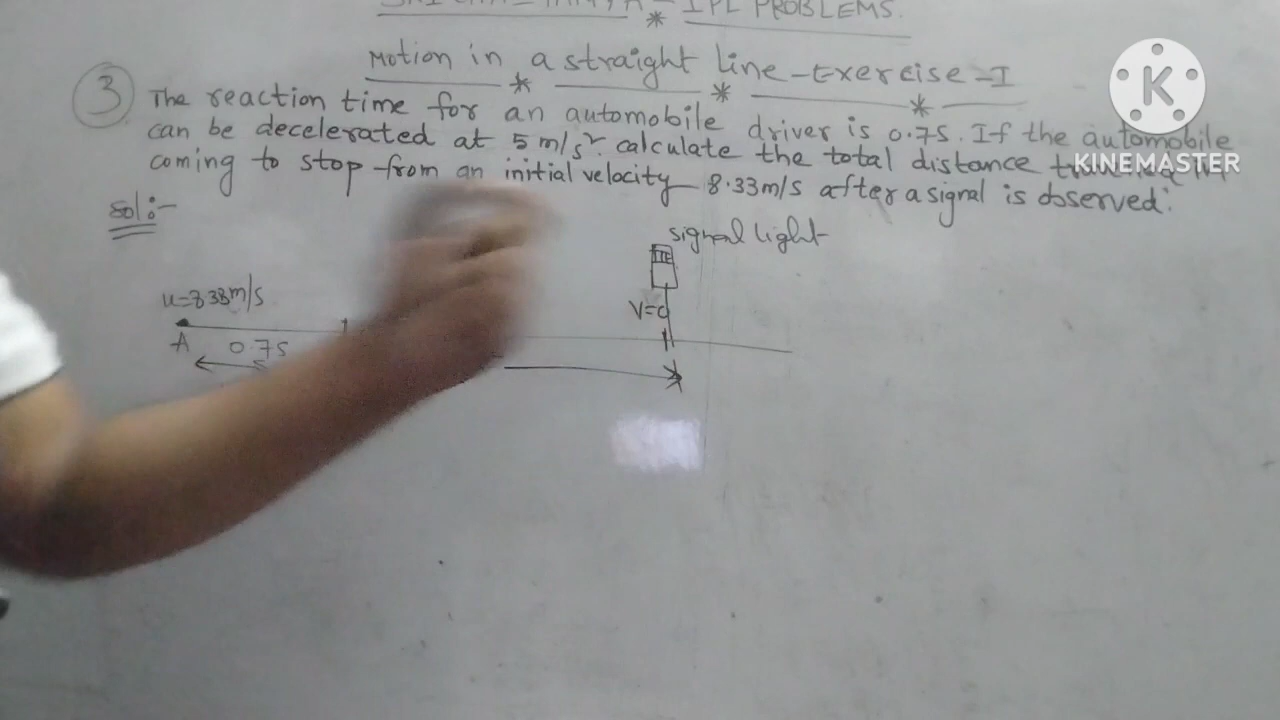 IPL PROBLEMS.
Motion in a straight line-Exercise-I
3 The reaction time for an automobile driver is 0.7S. If the automobile
can be decelerated at 5 m/s². calculate the total distance
coming to stop from an initial velocity 8.33m/s after a signal is observed:
Sol:-
signal light
u=8.33m/s
V=0
A 0.7S
K
KINEMASTER